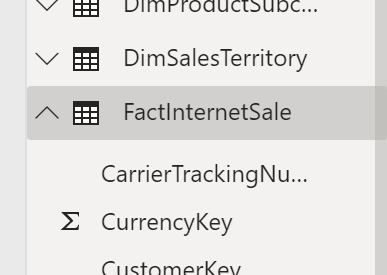 DimProductSubc...
DimSalesTerritory
FactInternetSale
CarrierTrackingNu...
Σ CurrencyKey
CustomerKey